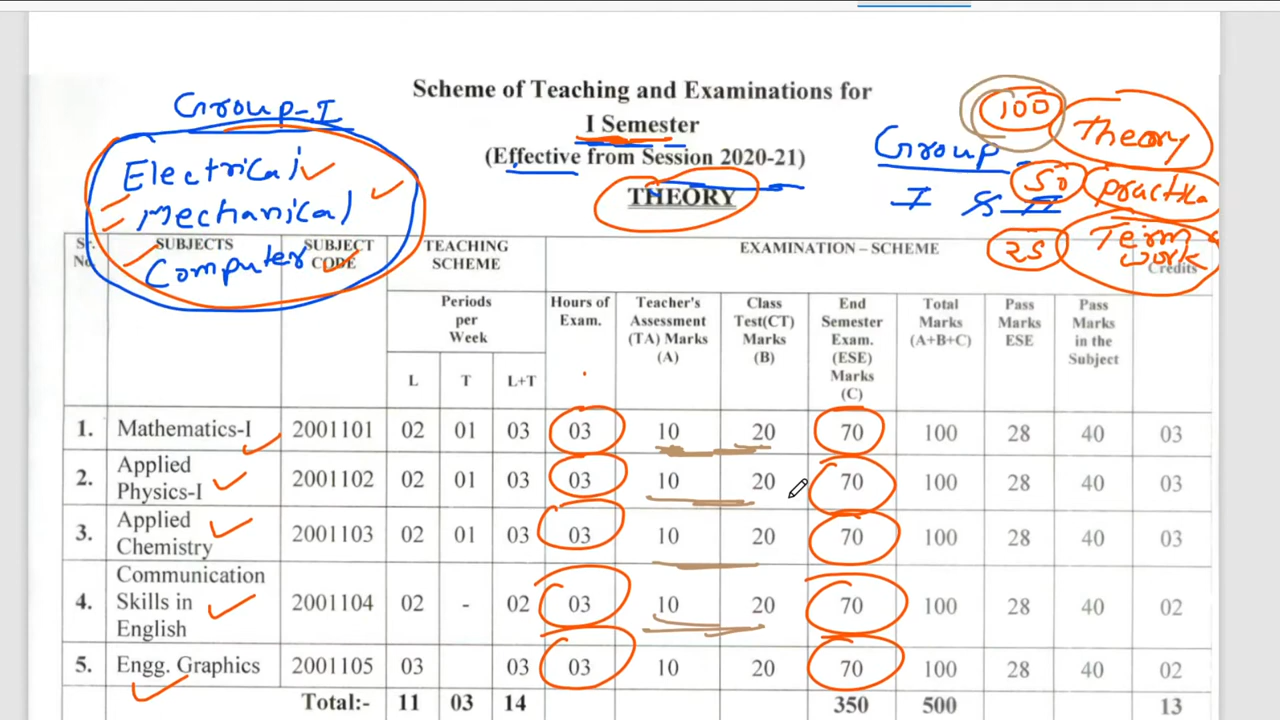 Scheme of Teaching and Examinations for
I Semester
(Effective from Session 2020-21)
THEORY
Group-I
Electrical
Mechanical
Computer
Group
I & II
100 Theory
50 practica
25 Term work
Sr. No. SUBJECTS SUBJECT CODE TEACHING SCHEME EXAMINATION – SCHEME Credits
Periods per Week Hours of Exam. Teacher's Assessment (TA) Marks (A) Class Test(CT) Marks (B) End Semester Exam. (ESE) Marks (C) Total Marks (A+B+C) Pass Marks ESE Pass Marks in the Subject
L T L+T
1. Mathematics-I 2001101 02 01 03 03 10 20 70 100 28 40 03
2. Applied Physics-I 2001102 02 01 03 03 10 20 70 100 28 40 03
3. Applied Chemistry 2001103 02 01 03 03 10 20 70 100 28 40 03
4. Communication Skills in English 2001104 02 - 02 03 10 20 70 100 28 40 02
5. Engg. Graphics 2001105 03 03 03 10 20 70 100 28 40 02
Total:- 11 03 14 350 500 13